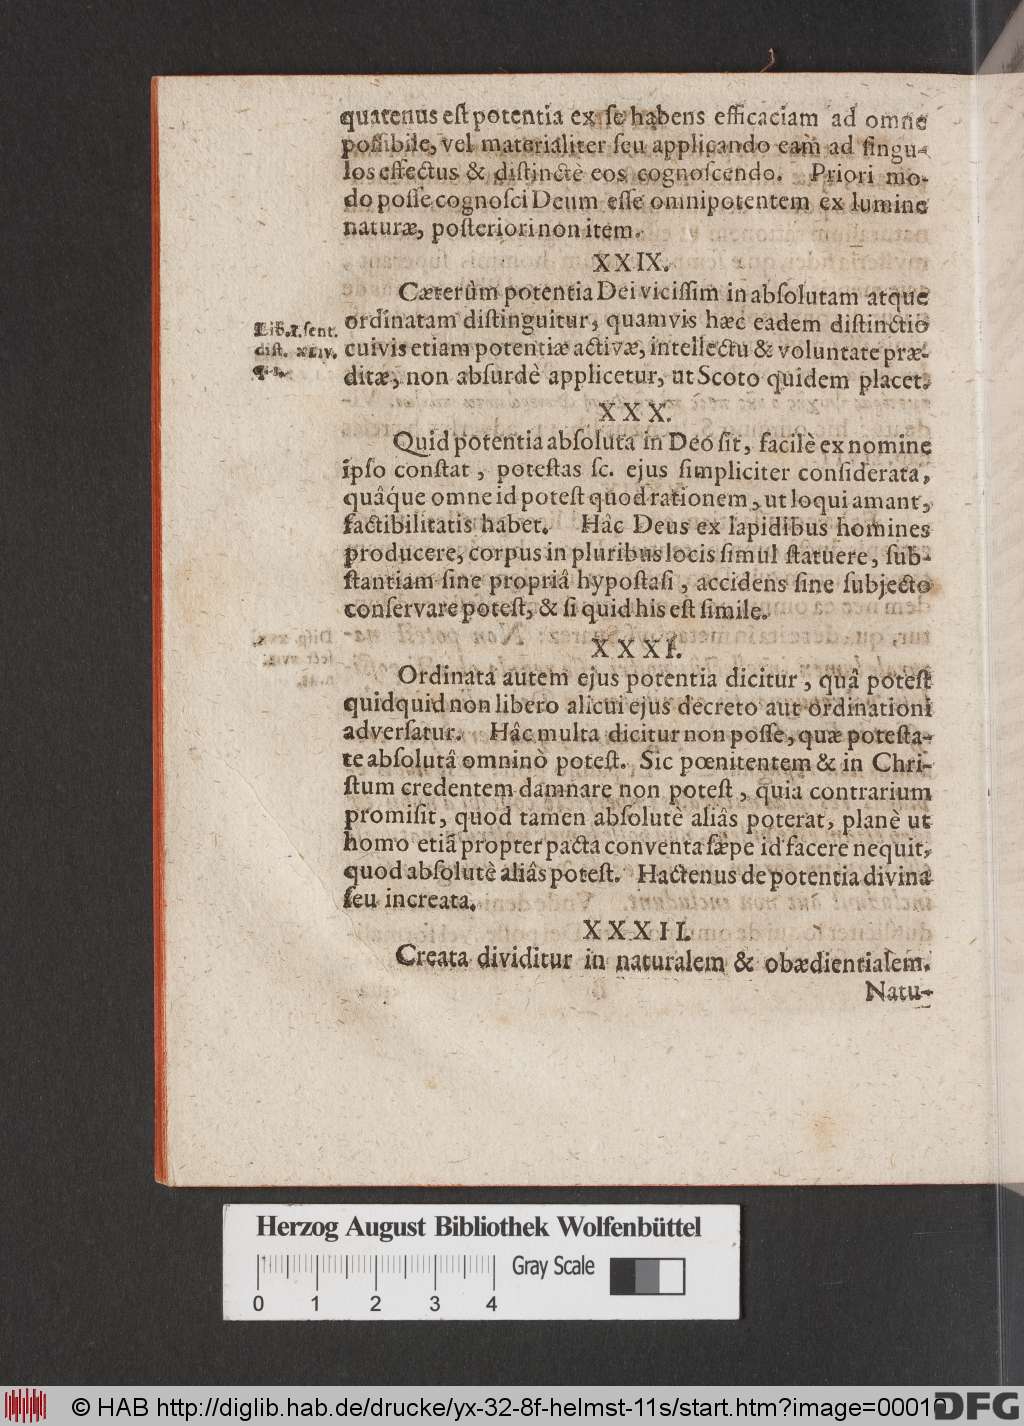 quatenus est potentia ex se habens efficaciam ad omne
possibile, vel materialiter seu applicando eam ad singu-
los effectus & distinctè eos cognoscendo. Priori mo-
do posse cognosci Deum esse omnipotentem ex lumine
naturæ, posteriori non item.
XXIX.
Cæterùm potentia Dei vicissim in absolutam atque
ordinatam distinguitur, quamvis hæc eadem distinctio
cuivis etiam potentiæ activæ, intellectu & voluntate præ-
ditæ, non absurdè applicetur, ut Scoto quidem placet.
Lib. 1. sent.
dist. XLIV.
XXX.
Quid potentia absoluta in Deo sit, facilè ex nomine
ipso constat, potestas sc. ejus simpliciter considerata,
quâq́ue omne id potest quod rationem, ut loqui amant,
factibilitatis habet. Hâc Deus ex lapidibus homines
producere, corpus in pluribus locis simul statuere, sub-
stantiam sine propriâ hypostasi, accidens sine subjecto
conservare potest, & si quid his est simile.
XXXI.
Ordinata autem ejus potentia dicitur, quâ potest
quidquid non libero alicui ejus decreto aut ordinationi
adversatur. Hâc multa dicitur non posse, quæ potesta-
te absolutâ omninò potest. Sic pœnitentem & in Chri-
stum credentem damnare non potest, quia contrarium
promisit, quod tamen absolutè aliâs poterat, planè ut
homo etiã propter pacta conventa sæpe id facere nequit,
quod absolutè aliâs potest. Hactenus de potentia divina
seu increata.
XXXII.
Creata dividitur in naturalem & obædientialem.
Natu-
Herzog August Bibliothek Wolfenbüttel
Gray Scale
0 1 2 3 4
© HAB http://diglib.hab.de/drucke/yx-32-8f-helmst-11s/start.htm?image=00010
DFG